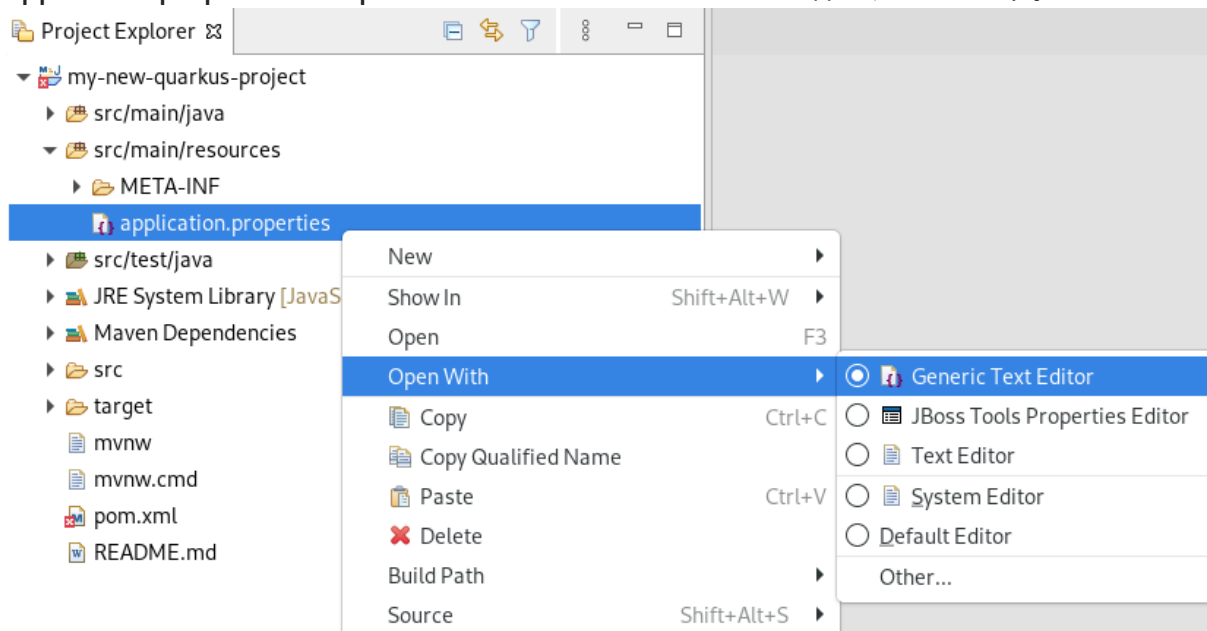 Project Explorer
my-new-quarkus-project
src/main/java
src/main/resources
META-INF
application.properties
src/test/java
JRE System Library [JavaS
Maven Dependencies
src
target
mvnw
mvnw.cmd
pom.xml
README.md
New
Show In Shift+Alt+W
Open F3
Open With
Copy Ctrl+C
Copy Qualified Name
Paste Ctrl+V
Delete
Build Path
Source Shift+Alt+S
Generic Text Editor
JBoss Tools Properties Editor
Text Editor
System Editor
Default Editor
Other...